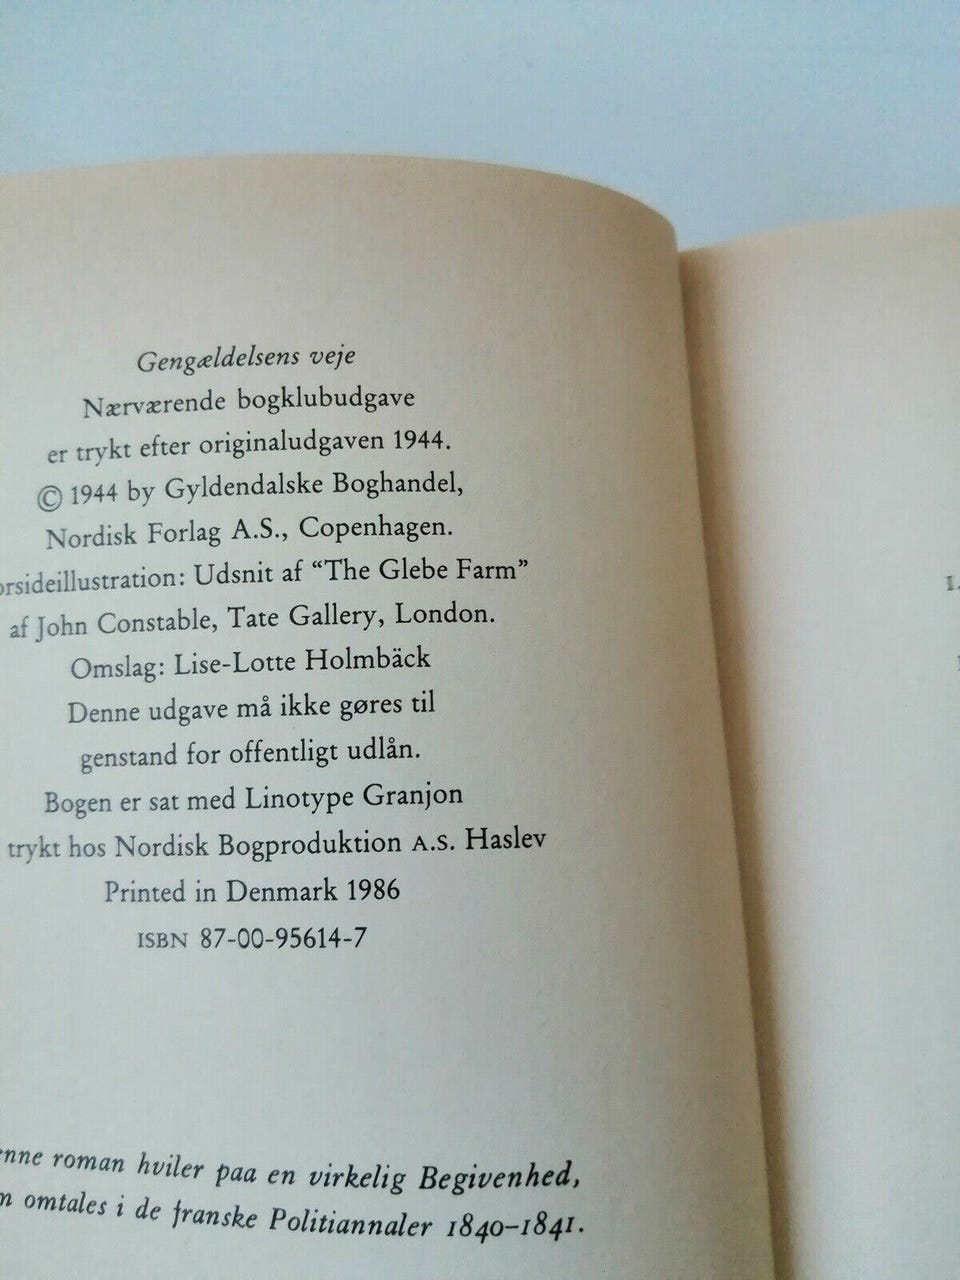 Gengældelsens veje
Nærværende bogklubudgave
er trykt efter originaludgaven 1944.
© 1944 by Gyldendalske Boghandel,
Nordisk Forlag A.S., Copenhagen.
orsideillustration: Udsnit af “The Glebe Farm”
af John Constable, Tate Gallery, London.
Omslag: Lise-Lotte Holmbäck
Denne udgave må ikke gøres til
genstand for offentligt udlån.
Bogen er sat med Linotype Granjon
trykt hos Nordisk Bogproduktion A.S. Haslev
Printed in Denmark 1986
ISBN 87-00-95614-7
enne roman hviler paa en virkelig Begivenhed,
omtales i de franske Politiannaler 1840–1841.